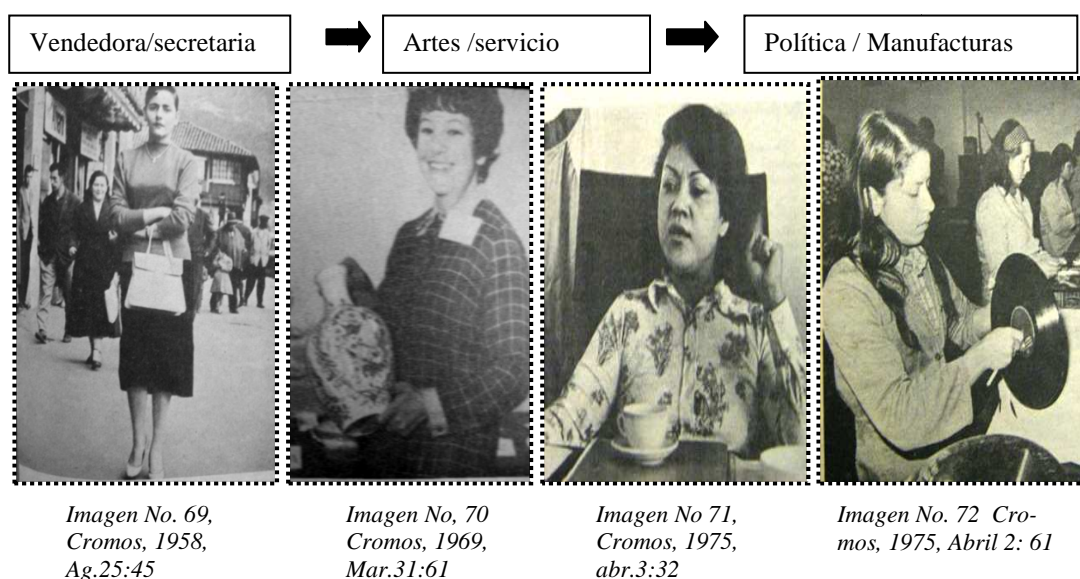 Vendedora/secretaria
Artes /servicio
Política / Manufacturas
Imagen No. 69,
Cromos, 1958,
Ag.25:45
Imagen No, 70
Cromos, 1969,
Mar.31:61
Imagen No 71,
Cromos, 1975,
abr.3:32
Imagen No. 72 Cro-
mos, 1975, Abril 2: 61